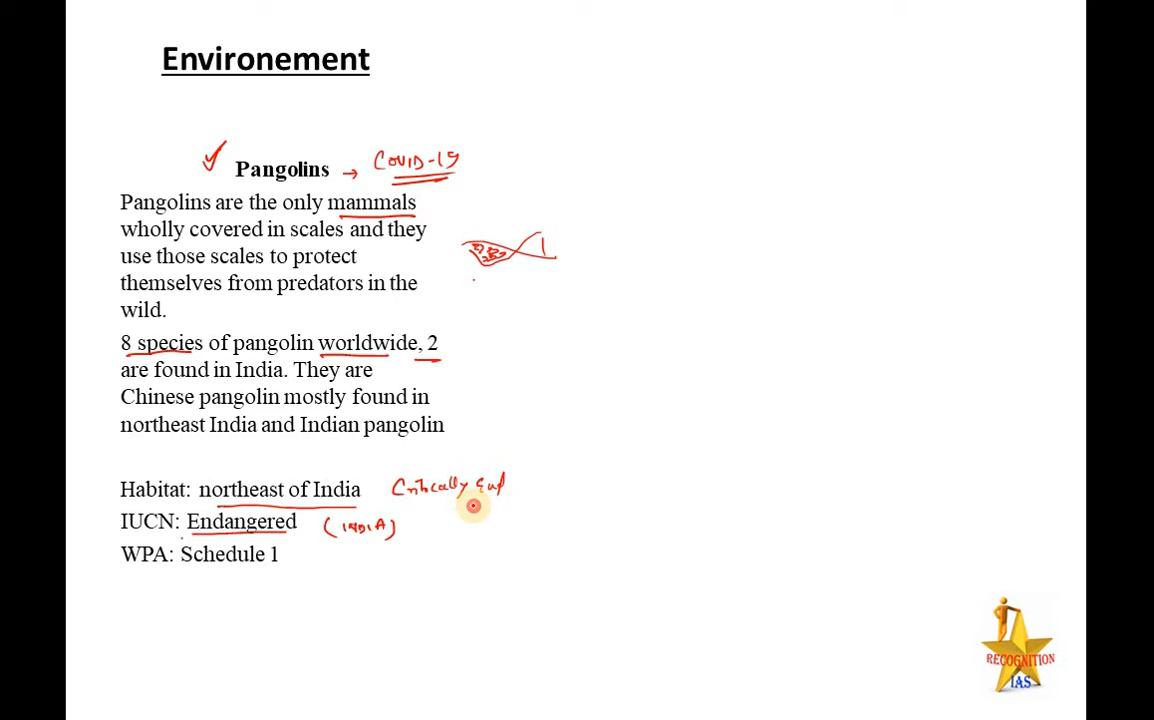 Environement
Pangolins → COVID-19
Pangolins are the only mammals
wholly covered in scales and they
use those scales to protect
themselves from predators in the
wild.
8 species of pangolin worldwide, 2
are found in India. They are
Chinese pangolin mostly found in
northeast India and Indian pangolin
Habitat: northeast of India Critically End
IUCN: Endangered (INDIA)
WPA: Schedule 1
RECOGNITION
IAS